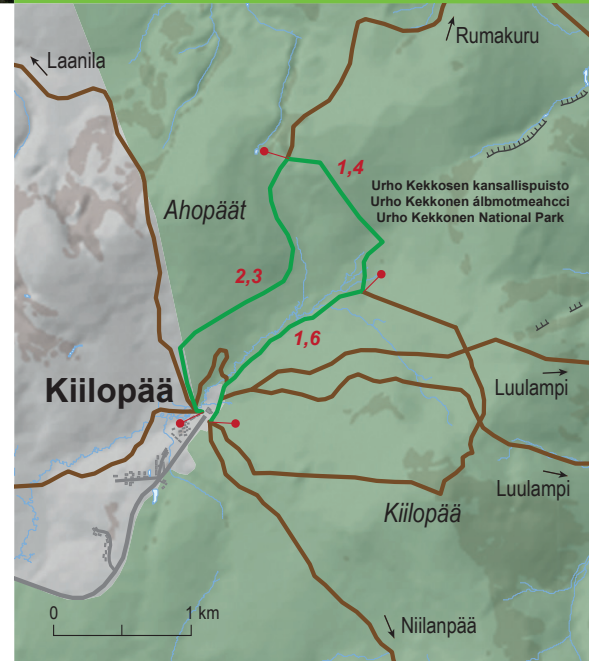 Rumakuru
Laanila
1,4
Urho Kekkosen kansallispuisto
Urho Kekkonen álbmotmeahcci
Urho Kekkonen National Park
Ahopäät
2,3
1,6
Kiilopää
Luulampi
Luulampi
Kiilopää
0 1 km
Niilanpää